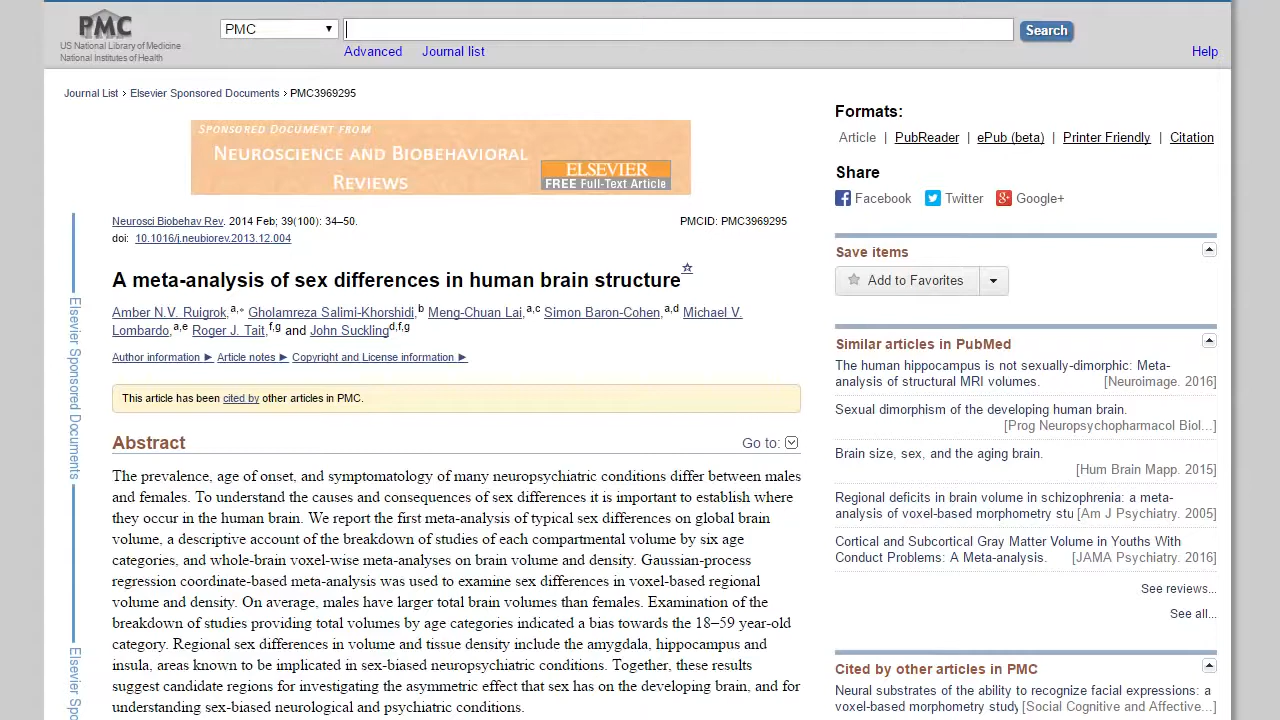 PMC
US National Library of Medicine
National Institutes of Health
PMC
Search
Advanced Journal list
Help
Journal List > Elsevier Sponsored Documents > PMC3969295
SPONSORED DOCUMENT FROM
NEUROSCIENCE AND BIOBEHAVIORAL
REVIEWS
ELSEVIER
FREE Full-Text Article
Neurosci Biobehav Rev. 2014 Feb; 39(100): 34–50.
PMCID: PMC3969295
doi: 10.1016/j.neubiorev.2013.12.004
A meta-analysis of sex differences in human brain structure☆
Amber N.V. Ruigrok,a,* Gholamreza Salimi-Khorshidi,b Meng-Chuan Lai,a,c Simon Baron-Cohen,a,d Michael V.
Lombardo,a,e Roger J. Tait,f,g and John Sucklingd,f,g
Author information ► Article notes ► Copyright and License information ►
This article has been cited by other articles in PMC.
Abstract
Go to:
The prevalence, age of onset, and symptomatology of many neuropsychiatric conditions differ between males
and females. To understand the causes and consequences of sex differences it is important to establish where
they occur in the human brain. We report the first meta-analysis of typical sex differences on global brain
volume, a descriptive account of the breakdown of studies of each compartmental volume by six age
categories, and whole-brain voxel-wise meta-analyses on brain volume and density. Gaussian-process
regression coordinate-based meta-analysis was used to examine sex differences in voxel-based regional
volume and density. On average, males have larger total brain volumes than females. Examination of the
breakdown of studies providing total volumes by age categories indicated a bias towards the 18–59 year-old
category. Regional sex differences in volume and tissue density include the amygdala, hippocampus and
insula, areas known to be implicated in sex-biased neuropsychiatric conditions. Together, these results
suggest candidate regions for investigating the asymmetric effect that sex has on the developing brain, and for
understanding sex-biased neurological and psychiatric conditions.
Elsevier Sponsored Documents
Elsevier Spo
Formats:
Article | PubReader | ePub (beta) | Printer Friendly | Citation
Share
Facebook Twitter Google+
Save items
Add to Favorites
Similar articles in PubMed
The human hippocampus is not sexually-dimorphic: Meta-
analysis of structural MRI volumes. [Neuroimage. 2016]
Sexual dimorphism of the developing human brain.
[Prog Neuropsychopharmacol Biol...]
Brain size, sex, and the aging brain.
[Hum Brain Mapp. 2015]
Regional deficits in brain volume in schizophrenia: a meta-
analysis of voxel-based morphometry stu [Am J Psychiatry. 2005]
Cortical and Subcortical Gray Matter Volume in Youths With
Conduct Problems: A Meta-analysis. [JAMA Psychiatry. 2016]
See reviews...
See all...
Cited by other articles in PMC
Neural substrates of the ability to recognize facial expressions: a
voxel-based morphometry study [Social Cognitive and Affective...]